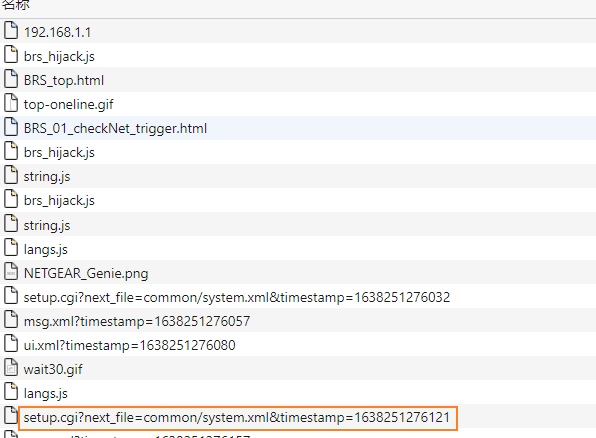 名称
192.168.1.1
brs_hijack.js
BRS_top.html
top-oneline.gif
BRS_01_checkNet_trigger.html
brs_hijack.js
string.js
brs_hijack.js
string.js
langs.js
NETGEAR_Genie.png
setup.cgi?next_file=common/system.xml&timestamp=1638251276032
msg.xml?timestamp=1638251276057
ui.xml?timestamp=1638251276080
wait30.gif
langs.js
setup.cgi?next_file=common/system.xml&timestamp=1638251276121